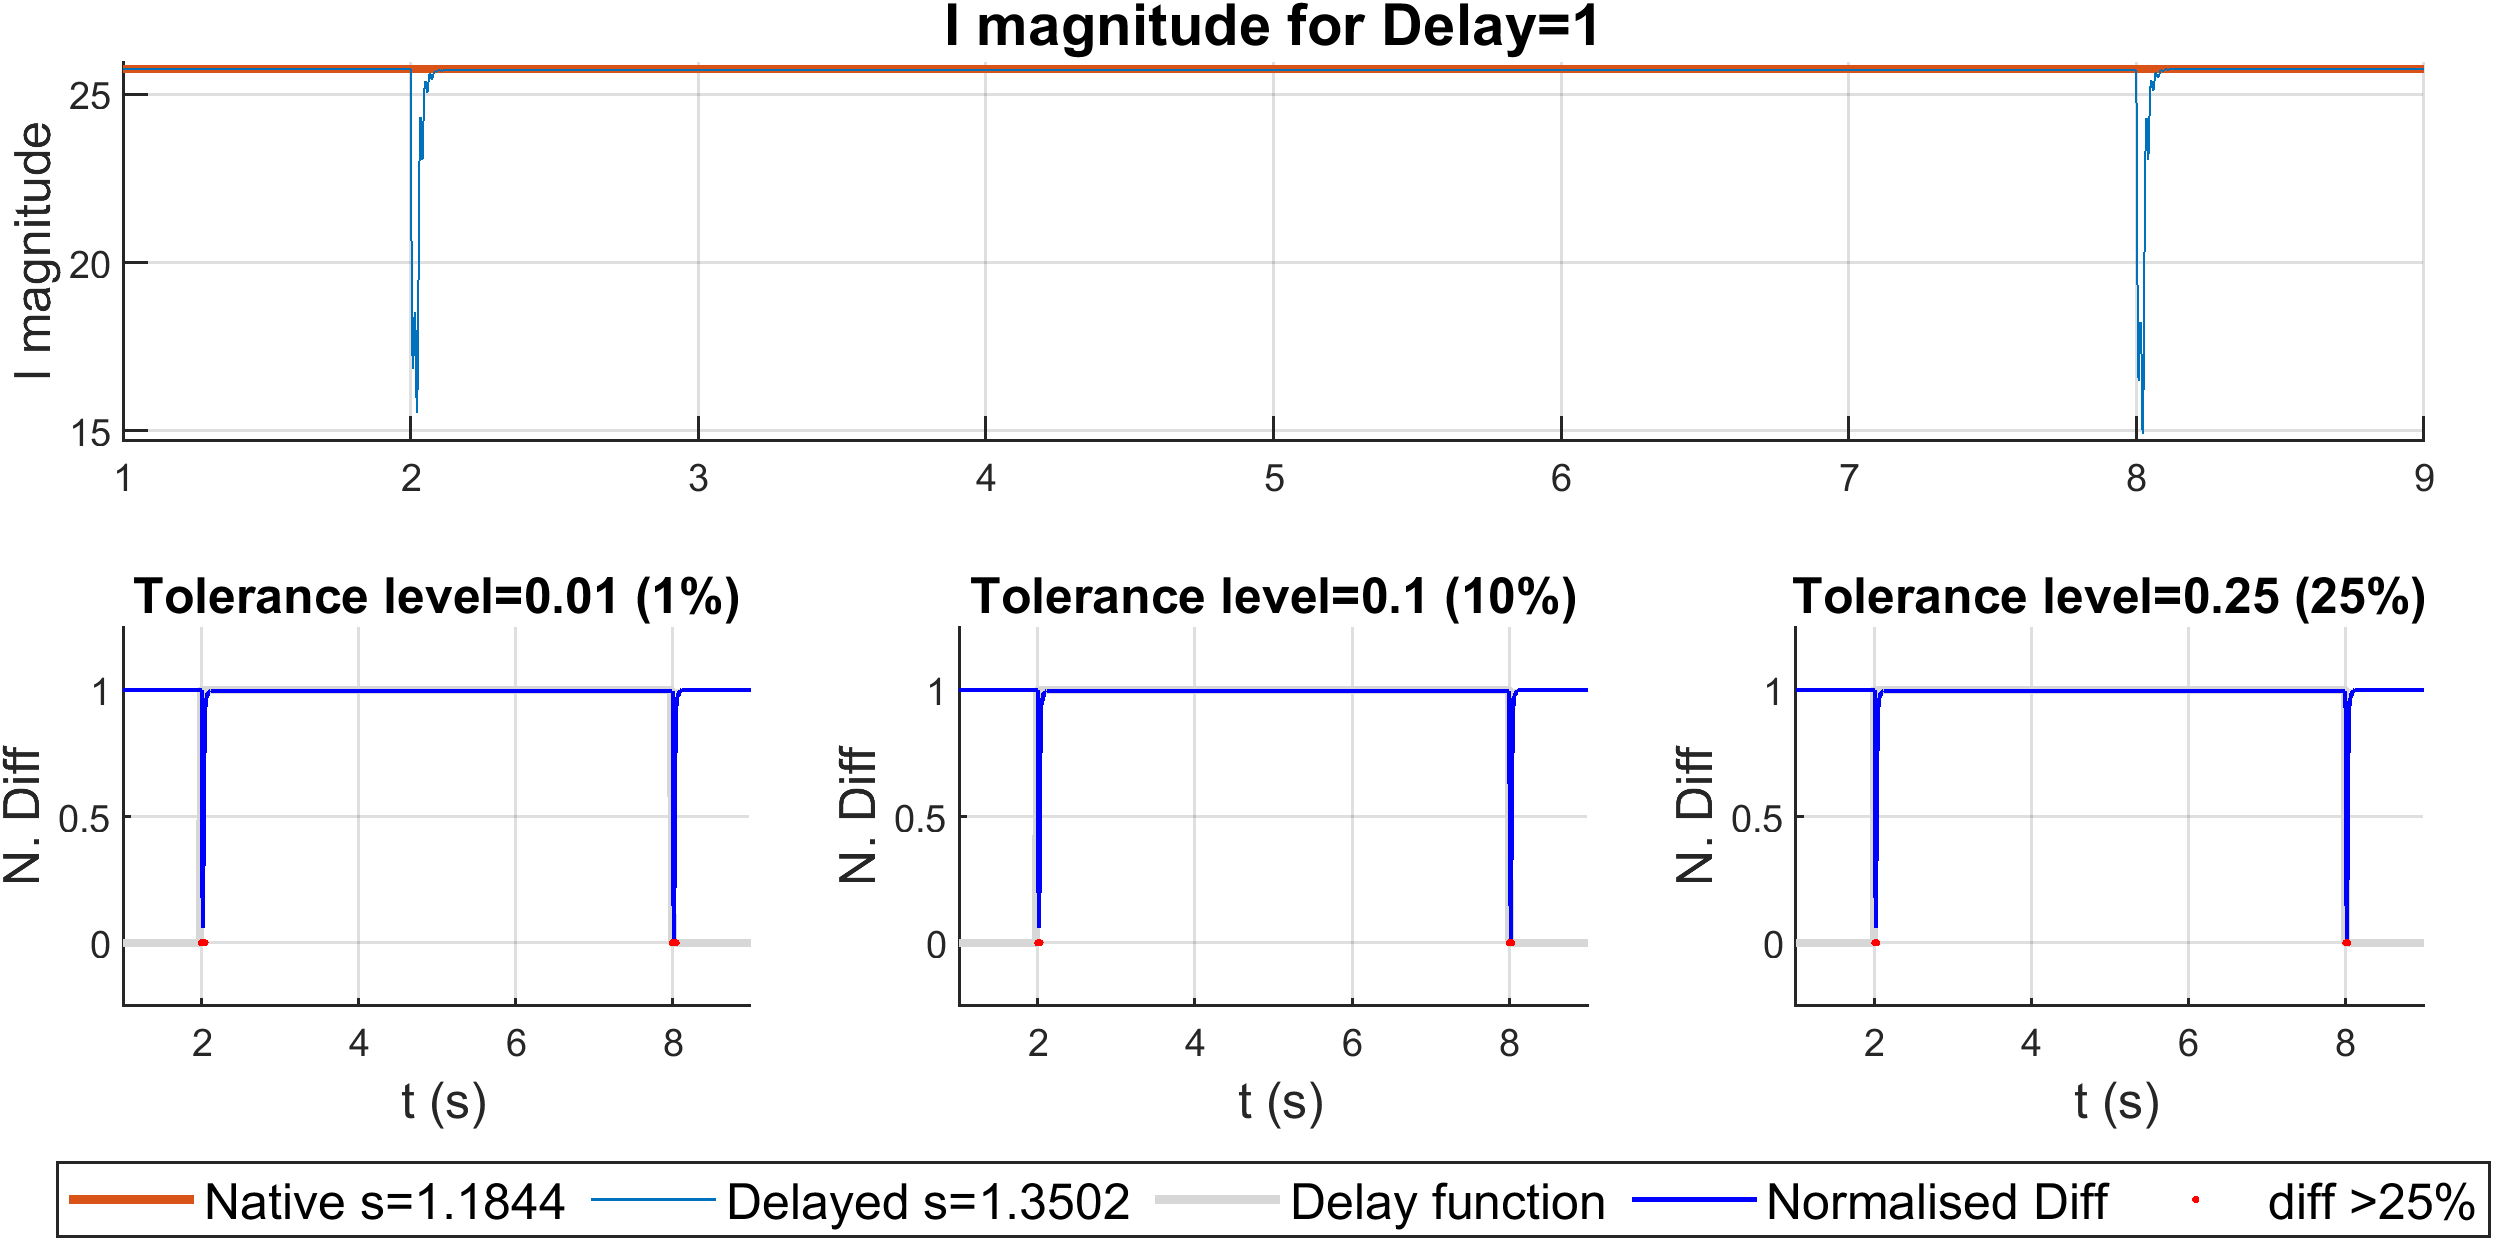 I magnitude for Delay=1
I magnitude
25
20
15
1 2 3 4 5 6 7 8 9
Tolerance level=0.01 (1%)
N. Diff
1
0.5
0
2 4 6 8
t (s)
Tolerance level=0.1 (10%)
N. Diff
1
0.5
0
2 4 6 8
t (s)
Tolerance level=0.25 (25%)
N. Diff
1
0.5
0
2 4 6 8
t (s)
Native s=1.1844 Delayed s=1.3502 Delay function Normalised Diff diff >25%